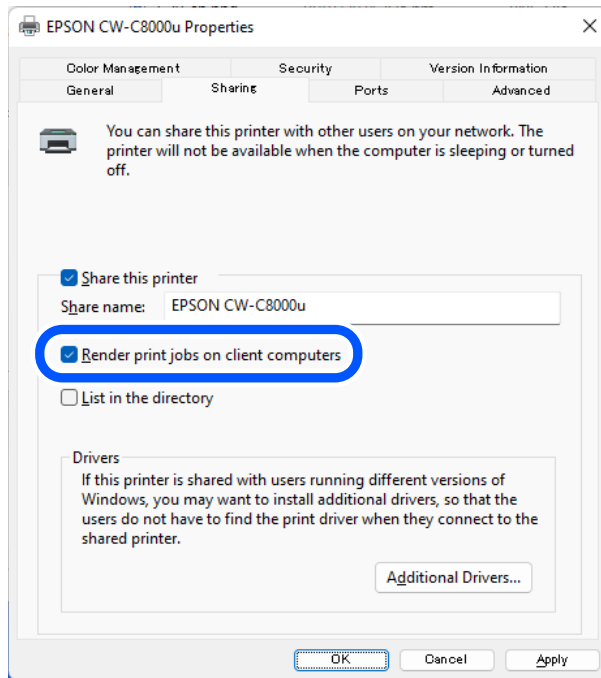 EPSON CW-C8000u Properties
Color Management Security Version Information
General Sharing Ports Advanced
You can share this printer with other users on your network. The
printer will not be available when the computer is sleeping or turned
off.
Share this printer
Share name: EPSON CW-C8000u
Render print jobs on client computers
List in the directory
Drivers
If this printer is shared with users running different versions of
Windows, you may want to install additional drivers, so that the
users do not have to find the print driver when they connect to the
shared printer.
Additional Drivers...
OK Cancel Apply